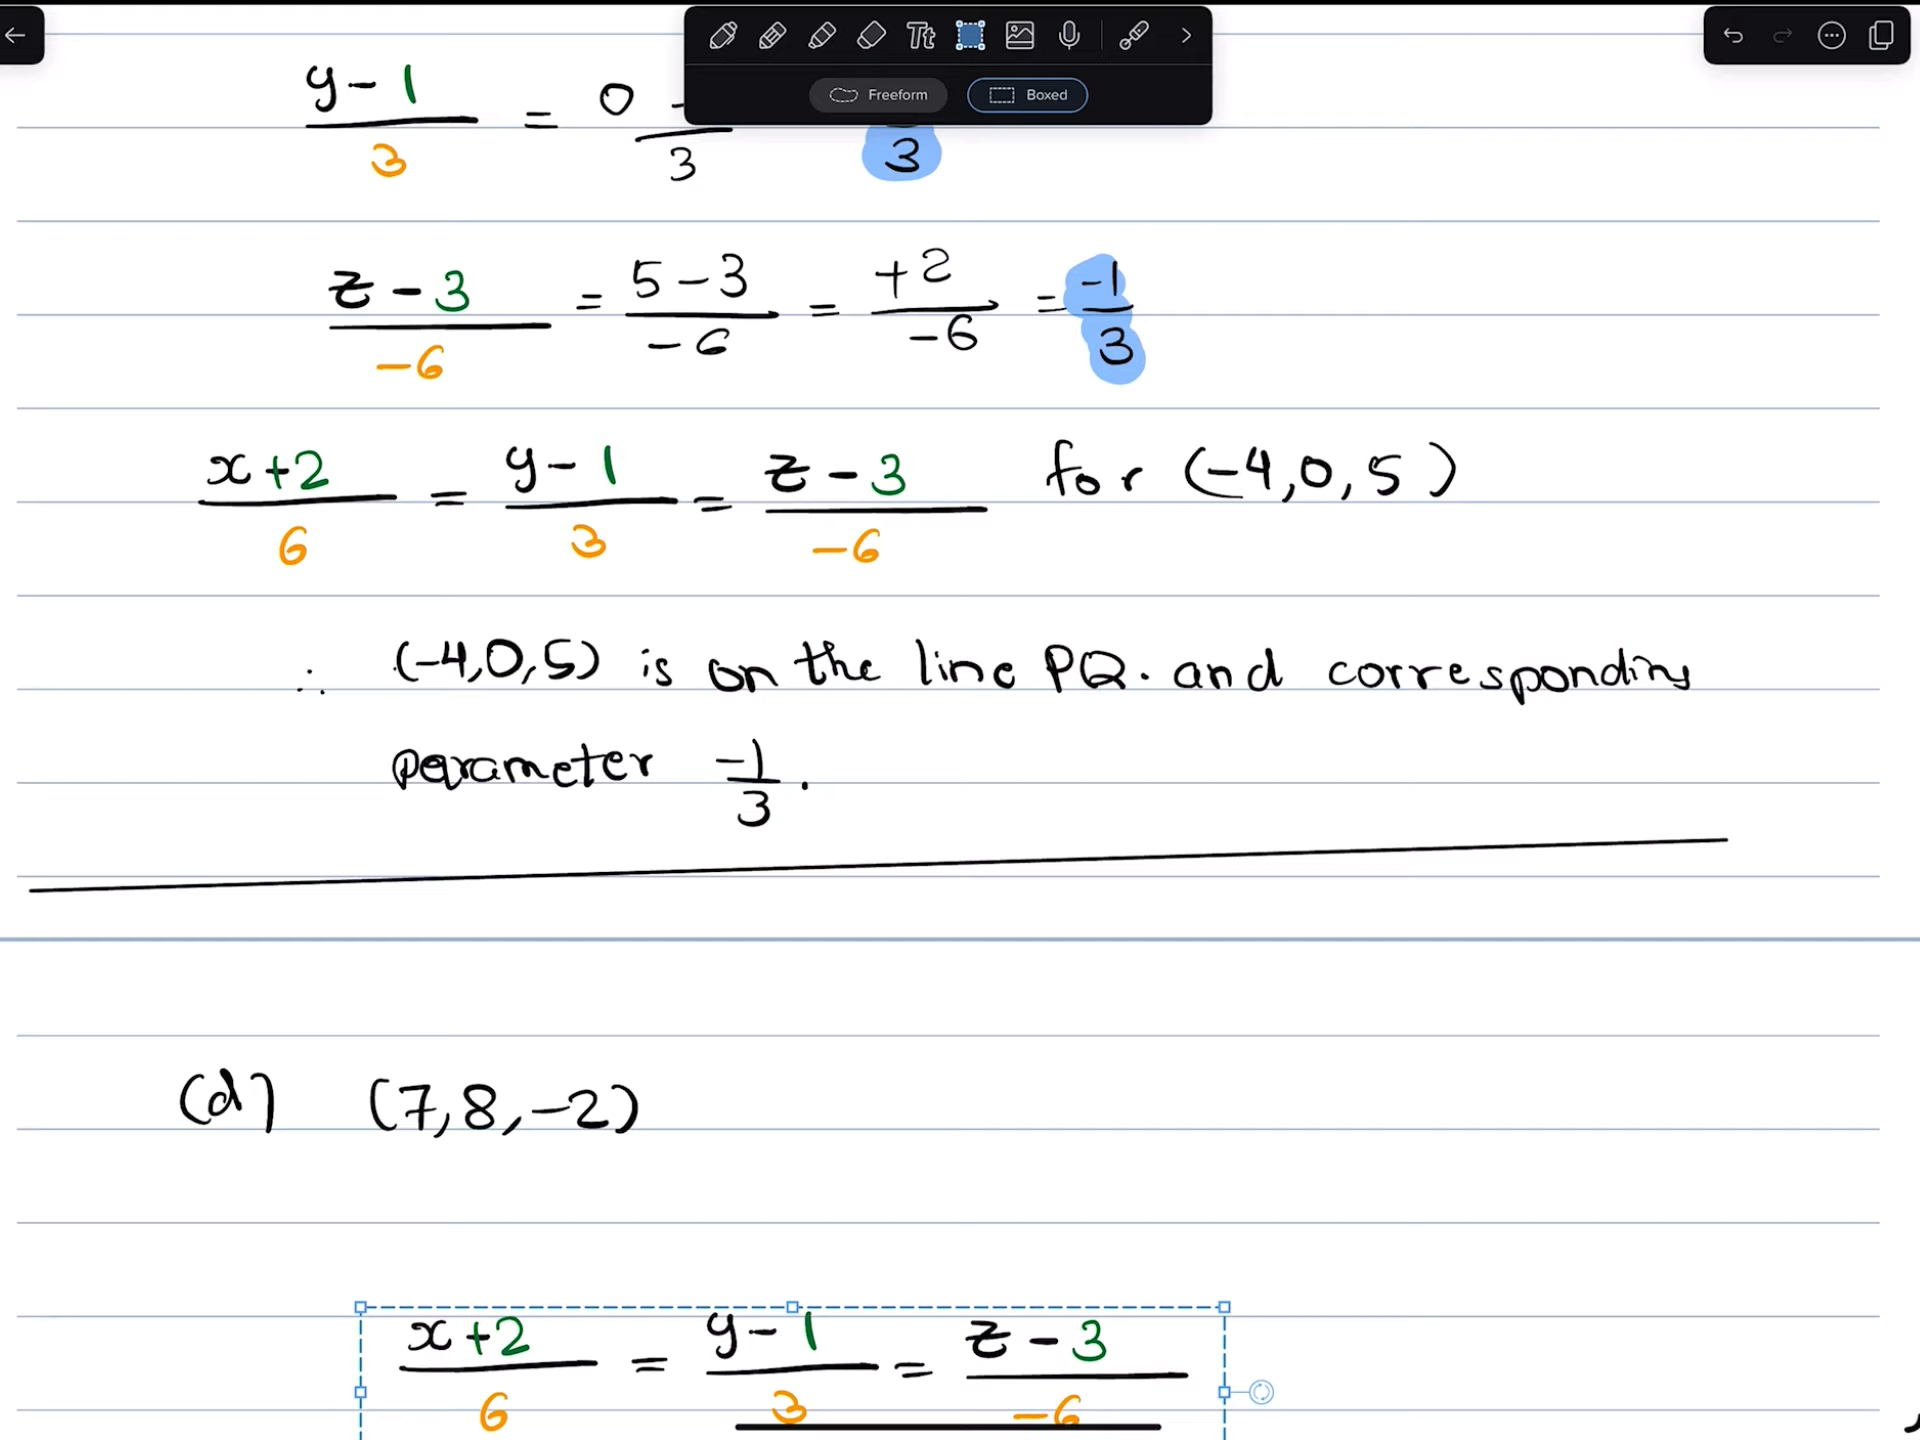 Tt
Freeform Boxed
y-1 / 3 = 0 - / 3 3
z-3 / -6 = 5-3 / -6 = +2 / -6 = -1 / 3
x+2 / 6 = y-1 / 3 = z-3 / -6 for (-4,0,5)
∴ (-4,0,5) is on the line PQ. and corresponding
parameter -1 / 3 .
(d) (7,8,-2)
x+2 / 6 = y-1 / 3 = z-3 / -6